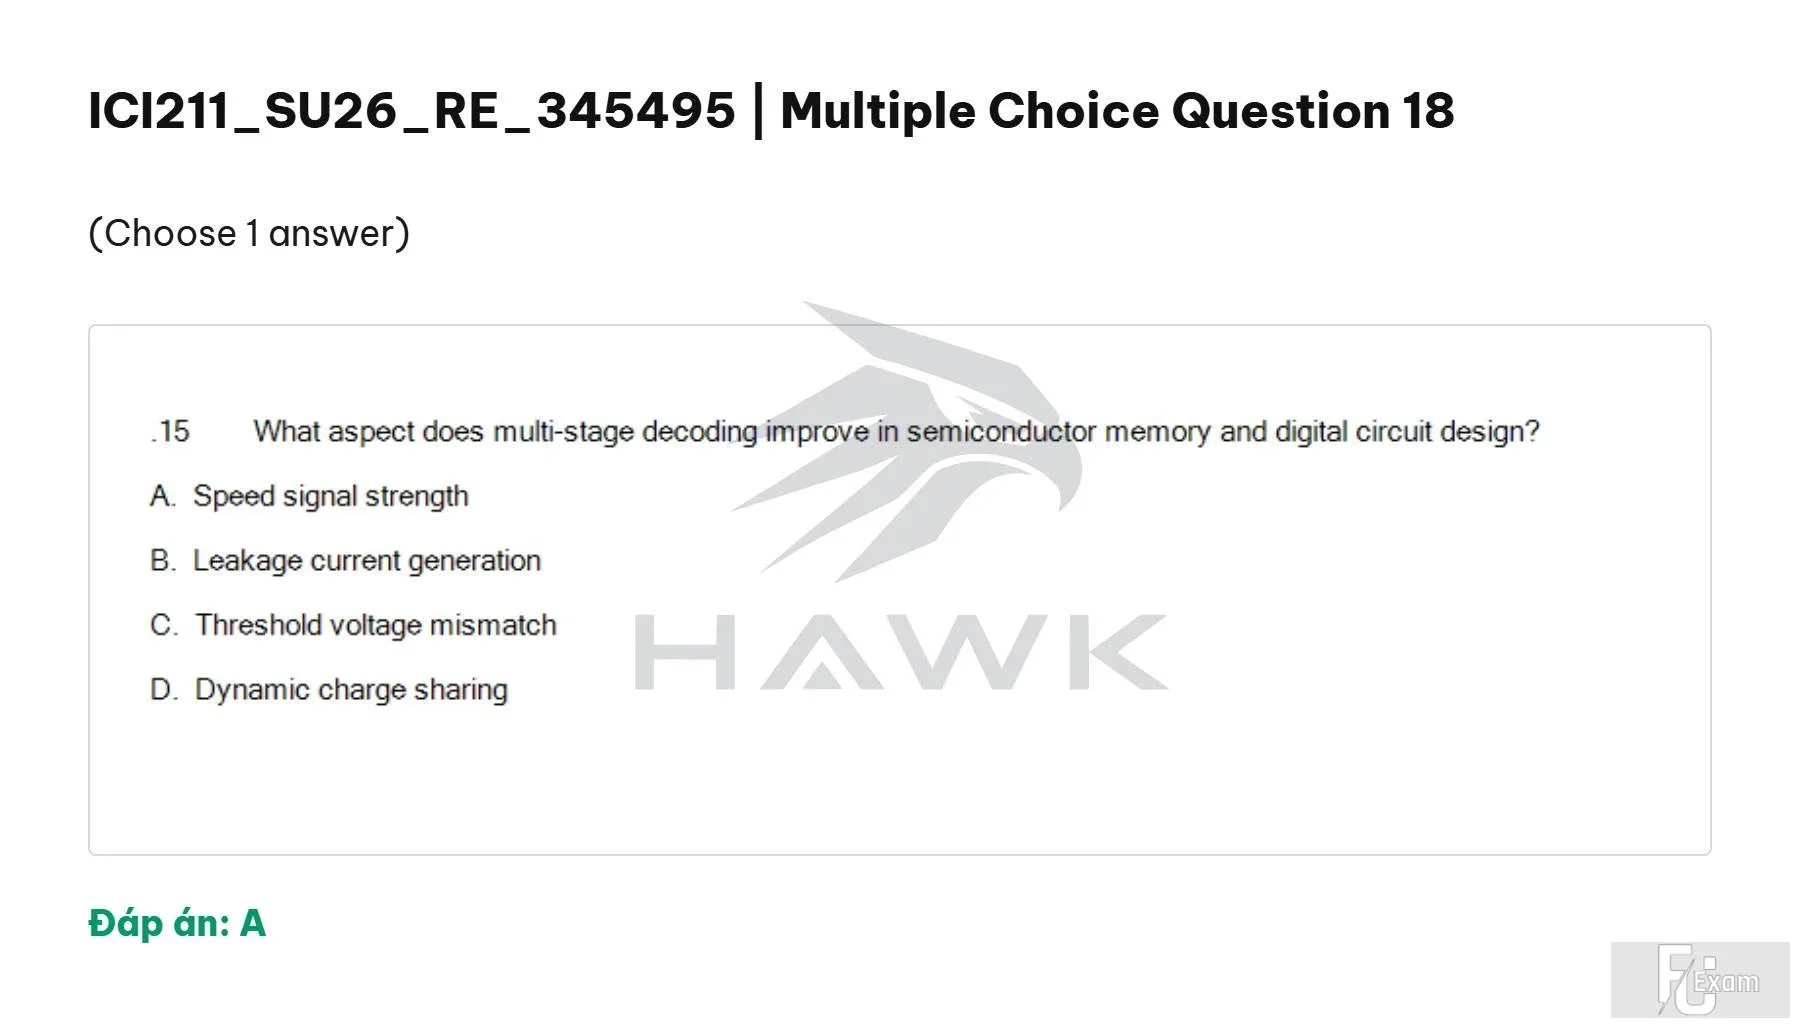 ICI211_SU26_RE_345495 | Multiple Choice Question 18
(Choose 1 answer)
.15 What aspect does multi-stage decoding improve in semiconductor memory and digital circuit design?
A. Speed signal strength
B. Leakage current generation
C. Threshold voltage mismatch
D. Dynamic charge sharing
HAWK
Đáp án: A
FU Exam